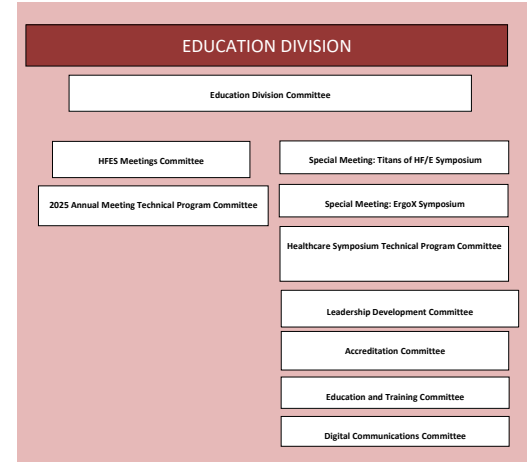 EDUCATION DIVISION
Education Division Committee
HFES Meetings Committee
2025 Annual Meeting Technical Program Committee
Special Meeting: Titans of HF/E Symposium
Special Meeting: ErgoX Symposium
Healthcare Symposium Technical Program Committee
Leadership Development Committee
Accreditation Committee
Education and Training Committee
Digital Communications Committee